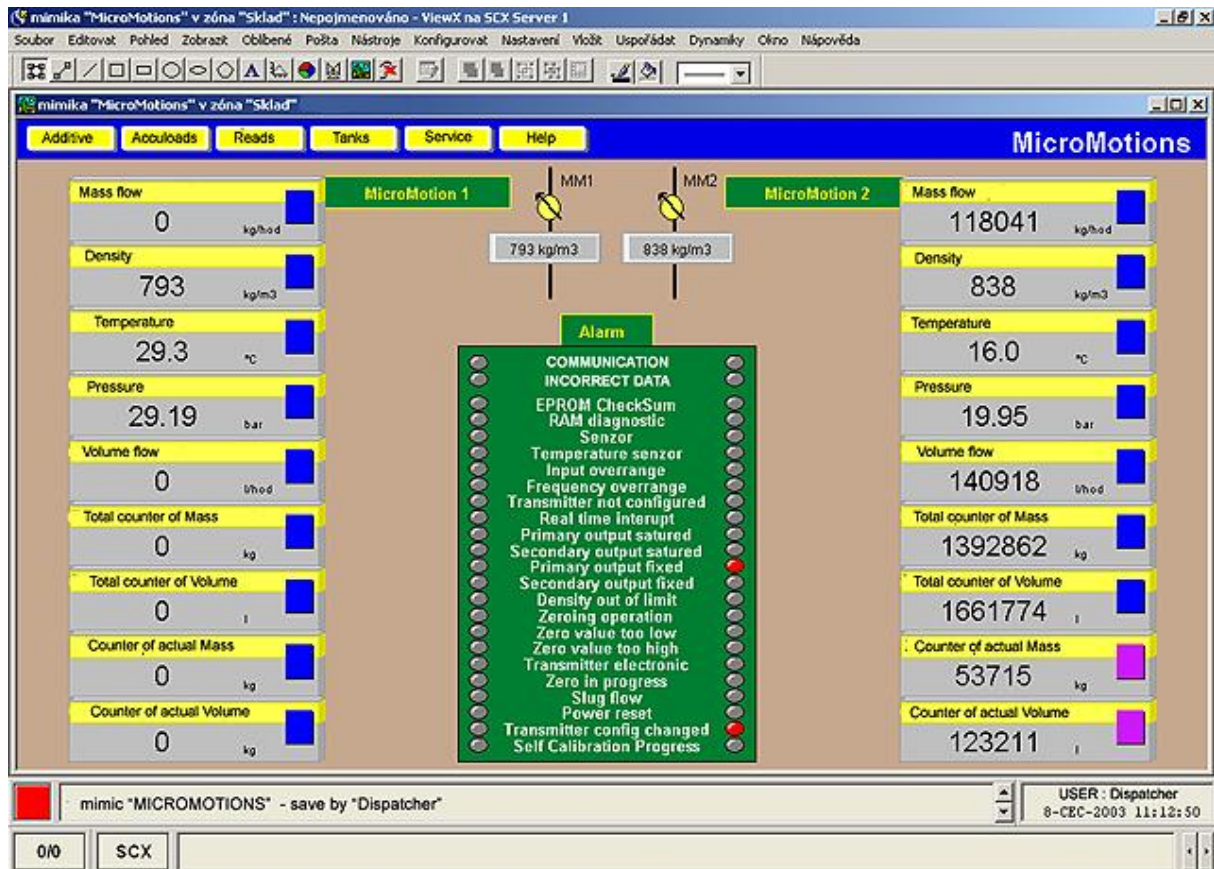 mimika "MicroMotions" v zóna "Sklad" : Nepojmenováno - ViewX na SCX Server 1
Soubor Editovat Pohled Zobrazit Oblíbené Pošta Nástroje Konfigurovat Nastavení Vložit Uspořádat Dynamiky Okno Nápověda
mimika "MicroMotions" v zóna "Sklad"
Additive Acculoads Reads Tanks Service Help MicroMotions
MicroMotion 1
MM1
MM2
MicroMotion 2
793 kg/m3
838 kg/m3
Mass flow
0 kg/hod
Density
793 kg/m3
Temperature
29.3 °C
Pressure
29.19 bar
Volume flow
0 l/hod
Total counter of Mass
0 kg
Total counter of Volume
0 l
Counter of actual Mass
0 kg
Counter of actual Volume
0 kg
Alarm
COMMUNICATION
INCORRECT DATA
EPROM CheckSum
RAM diagnostic
Senzor
Temperature senzor
Input overrange
Frequency overrange
Transmitter not configured
Real time interupt
Primary output satured
Secondary output satured
Primary output fixed
Secondary output fixed
Density out of limit
Zeroing operation
Zero value too low
Zero value too high
Transmitter electronic
Zero in progress
Slug flow
Power reset
Transmitter config changed
Self Calibration Progress
Mass flow
118041 kg/hod
Density
838 kg/m3
Temperature
16.0 °C
Pressure
19.95 bar
Volume flow
140918 l/hod
Total counter of Mass
1392862 kg
Total counter of Volume
1661774 l
Counter of actual Mass
53715 kg
Counter of actual Volume
123211 l
mimic "MICROMOTIONS" - save by "Dispatcher"
USER : Dispatcher
8-CEC-2003 11:12:50
0/0 SCX